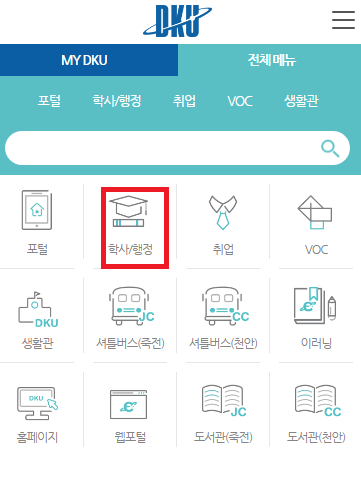 DKU
MY DKU
전체 메뉴
포털 학사/행정 취업 VOC 생활관
포털 학사/행정 취업 VOC
DKU JC CC
생활관 셔틀버스(죽전) 셔틀버스(천안) 이러닝
DKU JC CC
홈페이지 웹포털 도서관(죽전) 도서관(천안)